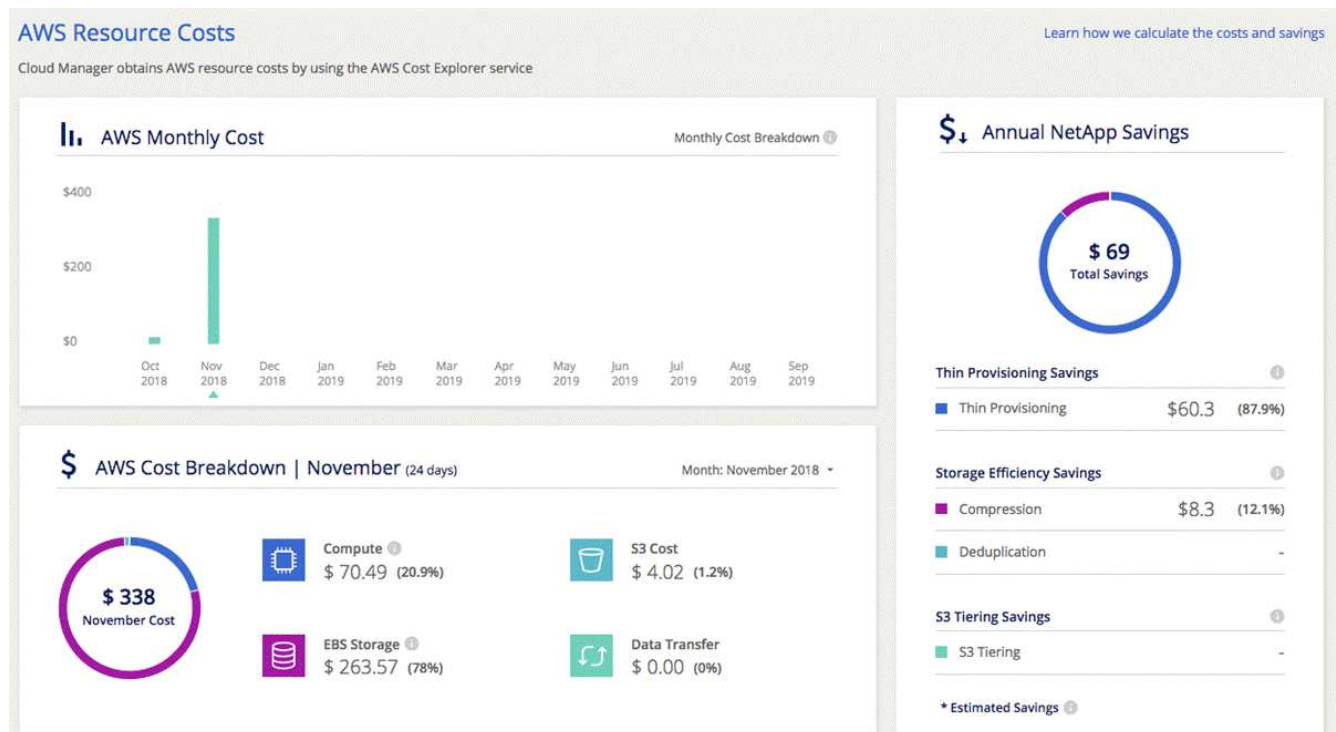 AWS Resource Costs
Learn how we calculate the costs and savings
Cloud Manager obtains AWS resource costs by using the AWS Cost Explorer service
AWS Monthly Cost
Monthly Cost Breakdown
$400
$200
$0
Oct Nov Dec Jan Feb Mar Apr May Jun Jul Aug Sep
2018 2018 2018 2019 2019 2019 2019 2019 2019 2019 2019 2019
AWS Cost Breakdown | November (24 days)
Month: November 2018
$ 338
November Cost
Compute
$ 70.49 (20.9%)
S3 Cost
$ 4.02 (1.2%)
EBS Storage
$ 263.57 (78%)
Data Transfer
$ 0.00 (0%)
Annual NetApp Savings
$ 69
Total Savings
Thin Provisioning Savings
Thin Provisioning $60.3 (87.9%)
Storage Efficiency Savings
Compression $8.3 (12.1%)
Deduplication -
S3 Tiering Savings
S3 Tiering -
* Estimated Savings